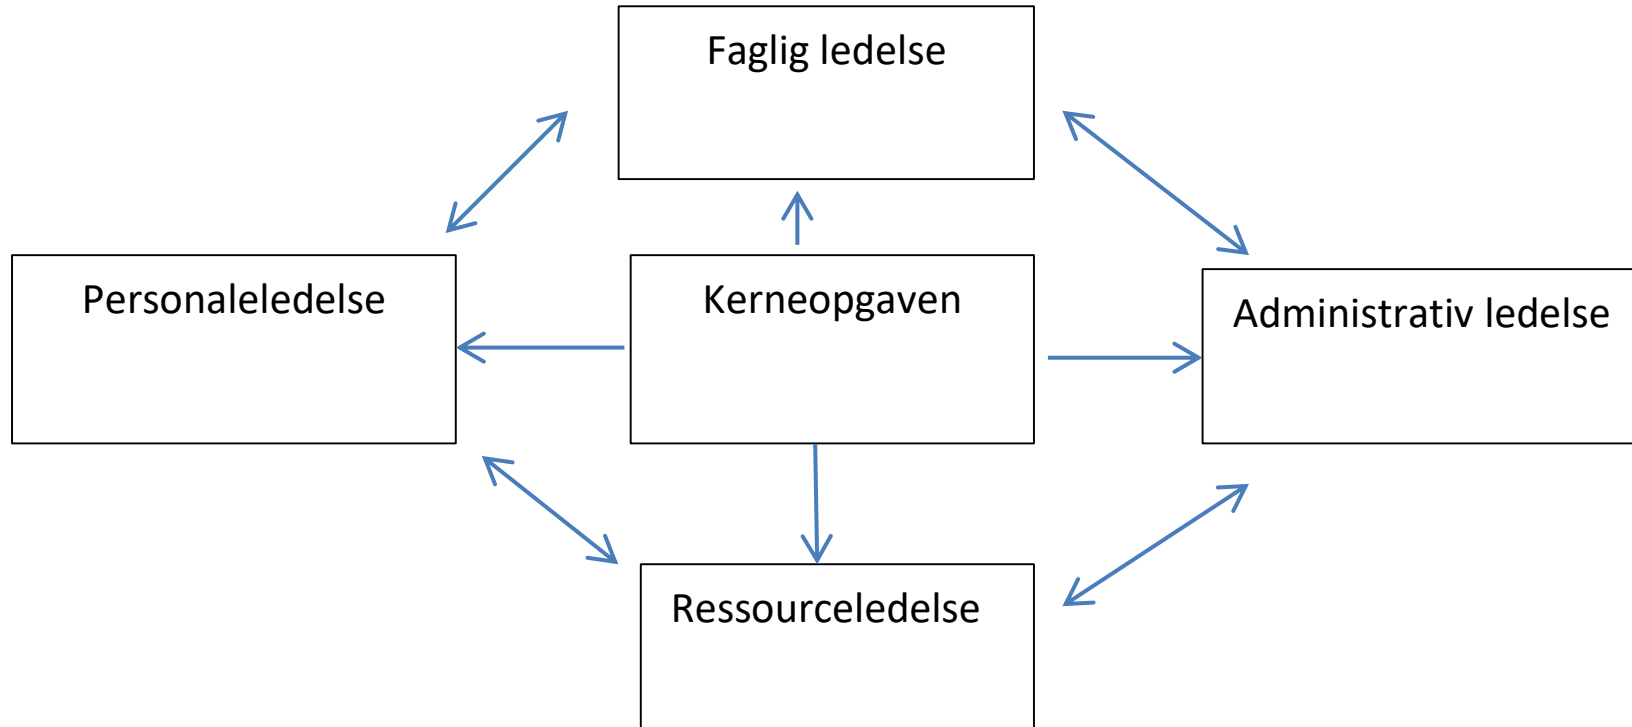 Faglig ledelse
Personaleledelse
Kerneopgaven
Administrativ ledelse
Ressourceledelse